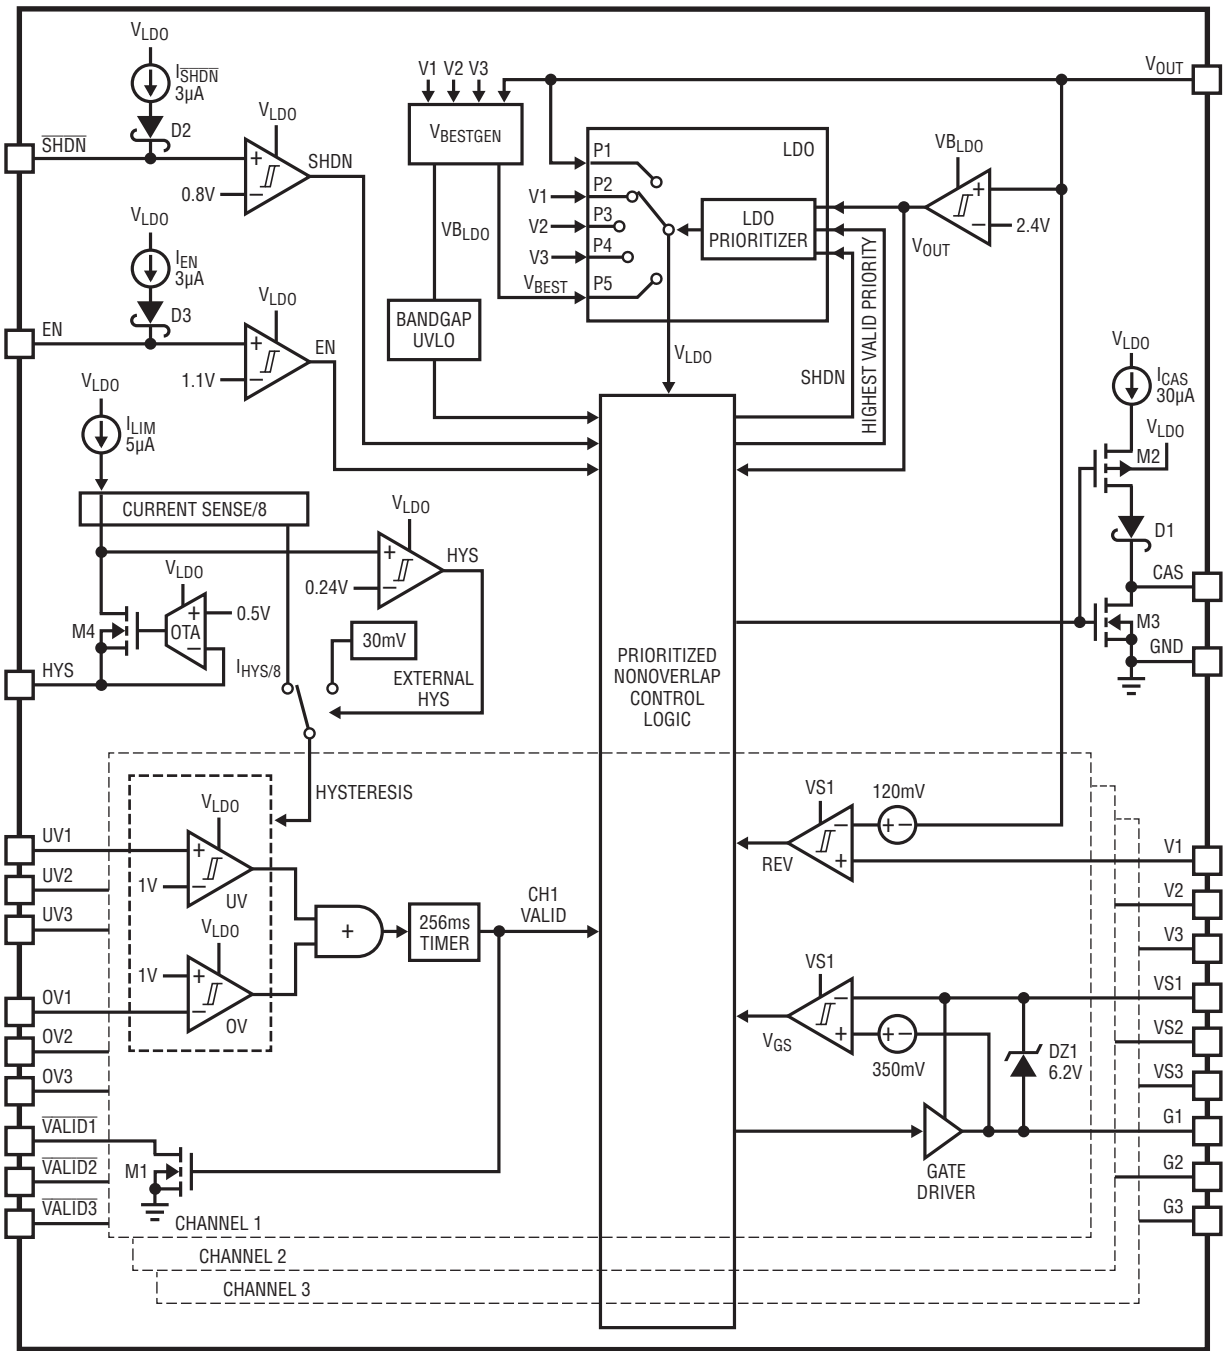 VLDO
ISHDN
3µA
D2
SHDN
VLDO
SHDN
0.8V
+
−
VLDO
IEN
3µA
D3
EN
VLDO
EN
1.1V
+
−
VLDO
ILIM
5µA
CURRENT SENSE/8
VLDO
HYS
0.24V
+
−
VLDO
0.5V
+
−
OTA
M4
HYS
IHYS/8
30mV
EXTERNAL
HYS
HYSTERESIS
V1 V2 V3
VBESTGEN
VBLDO
BANDGAP
UVLO
VBEST
V1
V2
V3
P1
P2
P3
P4
P5
LDO
LDO
PRIORITIZER
VLDO
VOUT
VBLDO
+
−
2.4V
VOUT
SHDN
HIGHEST VALID PRIORITY
VLDO
ICAS
30µA
VLDO
M2
D1
CAS
M3
GND
PRIORITIZED
NONOVERLAP
CONTROL
LOGIC
UV1
UV2
UV3
OV1
OV2
OV3
VALID1
VALID2
VALID3
VLDO
+
−
1V
UV
VLDO
1V
+
−
OV
+
256ms
TIMER
CH1
VALID
M1
VS1
120mV
+ −
−
+
REV
VS1
−
+
+ −
350mV
VGS
DZ1
6.2V
GATE
DRIVER
V1
V2
V3
VS1
VS2
VS3
G1
G2
G3
CHANNEL 1
CHANNEL 2
CHANNEL 3